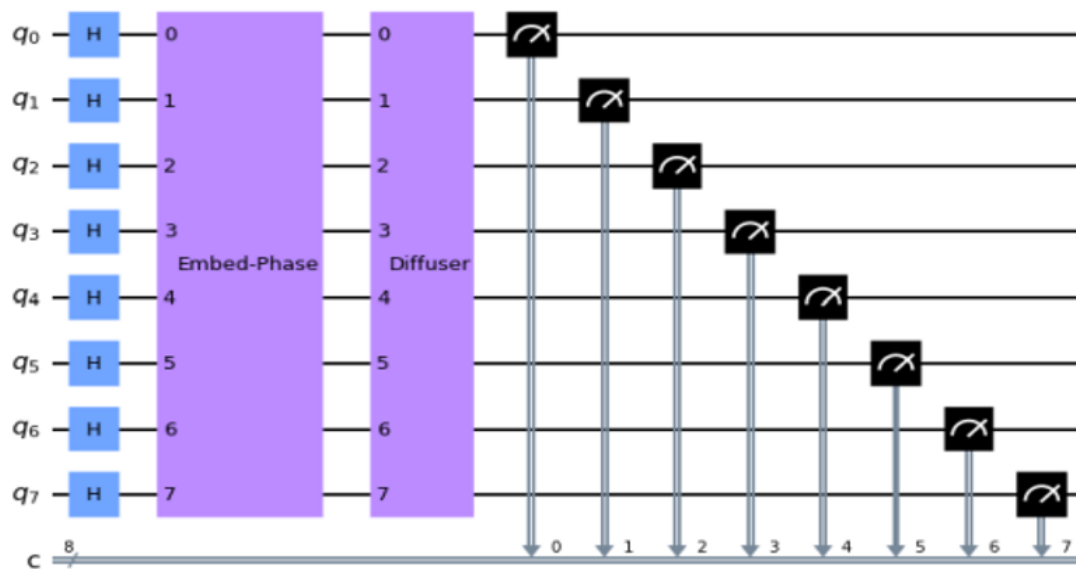 q0 H 0 0
q1 H 1 1
q2 H 2 2
q3 H 3 3
Embed-Phase Diffuser
q4 H 4 4
q5 H 5 5
q6 H 6 6
q7 H 7 7
8 0 1 2 3 4 5 6 7
c